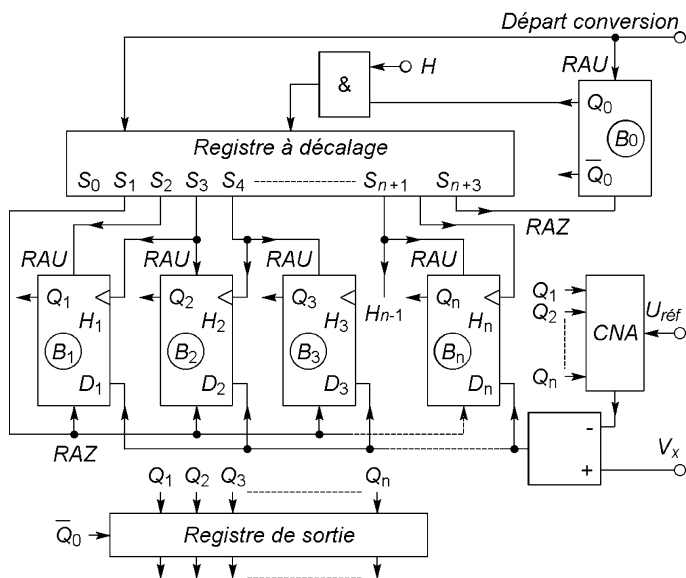 Départ conversion
RAU
H
&
Q0
B0
Q̅0
Registre à décalage
S0 S1 S2 S3 S4 Sn+1 Sn+3
RAZ
RAU RAU RAU RAU
Q1 H1 B1 D1
Q2 H2 B2 D2
Q3 H3 B3 D3
Hn-1
Qn Hn Bn Dn
Q1
Q2
Qn
CNA
Uréf
RAZ
-
+
Vx
Q1 Q2 Q3 Qn
Q̅0
Registre de sortie